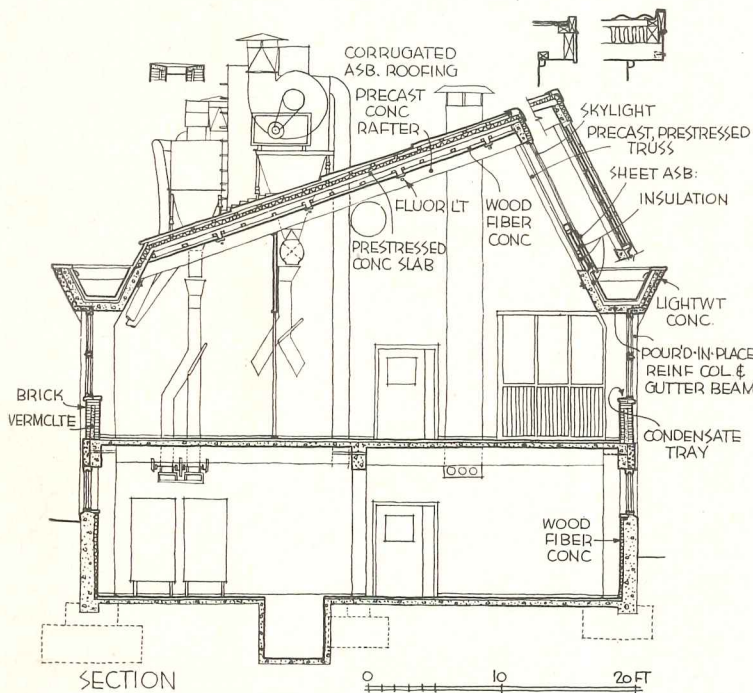 CORRUGATED
ASB. ROOFING
PRECAST
CONC
RAFTER
SKYLIGHT
PRECAST, PRESTRESSED
TRUSS
SHEET ASB:
INSULATION
FLUOR L'T
WOOD
FIBER
CONC
PRESTRESSED
CONC SLAB
LIGHTWT
CONC.
POUR'D-IN-PLACE
REINF COL. &
GUTTER BEAM
BRICK
VERMCLTE
CONDENSATE
TRAY
WOOD
FIBER
CONC
SECTION
0 10 20 FT